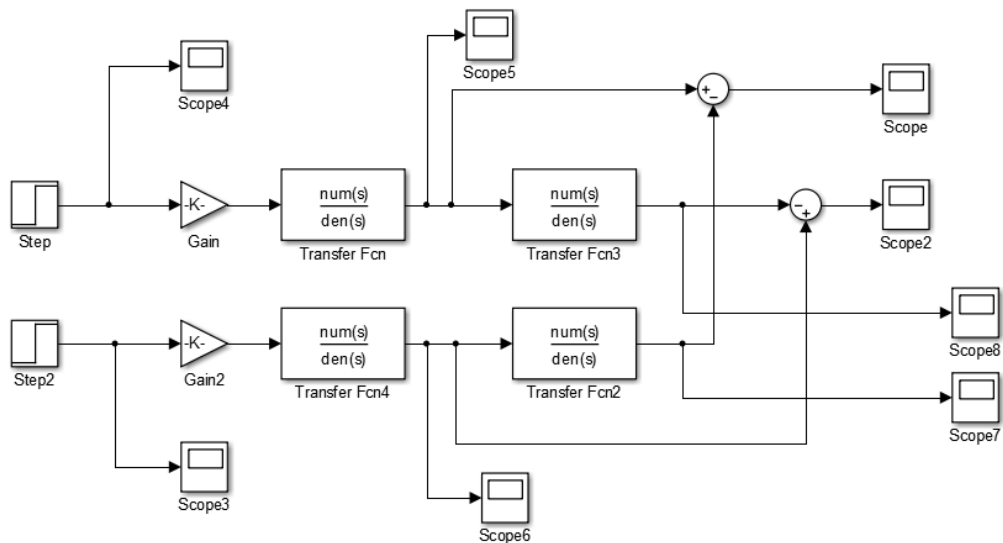 Scope5
Scope4
+
−
Scope
Step
-K-
Gain
num(s)
den(s)
Transfer Fcn
num(s)
den(s)
Transfer Fcn3
−
+
Scope2
Step2
-K-
Gain2
num(s)
den(s)
Transfer Fcn4
num(s)
den(s)
Transfer Fcn2
Scope8
Scope7
Scope3
Scope6